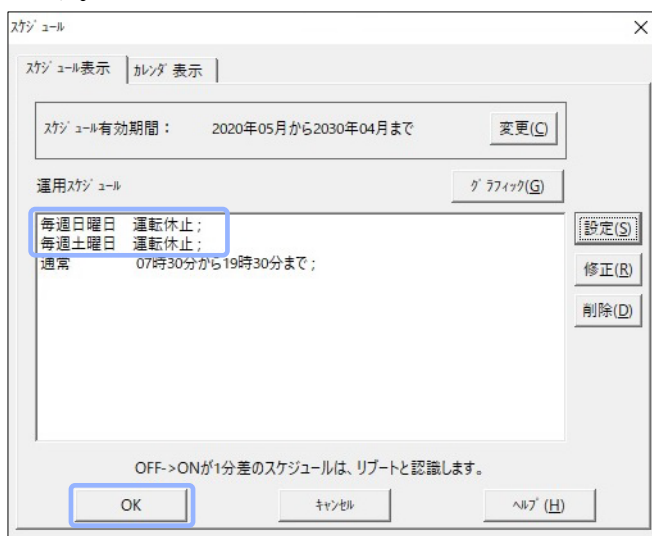 ｽｹｼﾞｭｰﾙ
ｽｹｼﾞｭｰﾙ表示 ｶﾚﾝﾀﾞ表示
ｽｹｼﾞｭｰﾙ有効期間： 2020年05月から2030年04月まで 変更(C)
運用ｽｹｼﾞｭｰﾙ ｸﾞﾗﾌｨｯｸ(G)
毎週日曜日 運転休止；
毎週土曜日 運転休止；
通常 07時30分から19時30分まで；
設定(S)
修正(R)
削除(D)
OFF->ONが1分差のスケジュールは、リブートと認識します。
OK ｷｬﾝｾﾙ ﾍﾙﾌﾟ(H)